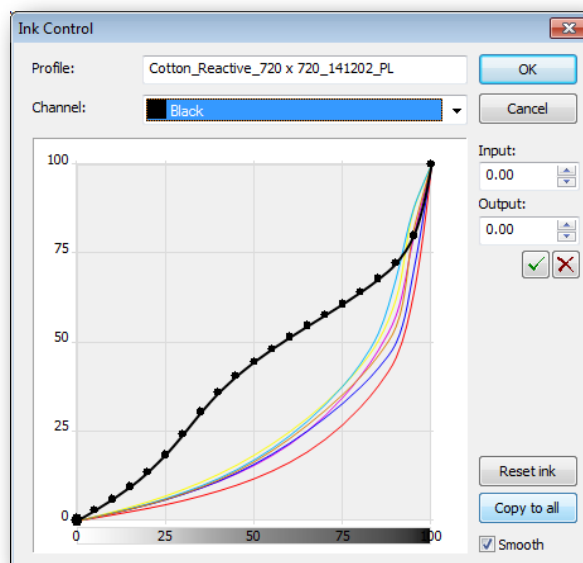 Ink Control
Profile:
Cotton_Reactive_720 x 720_141202_PL
OK
Channel:
Black
Cancel
100
75
50
25
0
0
25
50
75
100
Input:
0.00
Output:
0.00
Reset ink
Copy to all
Smooth